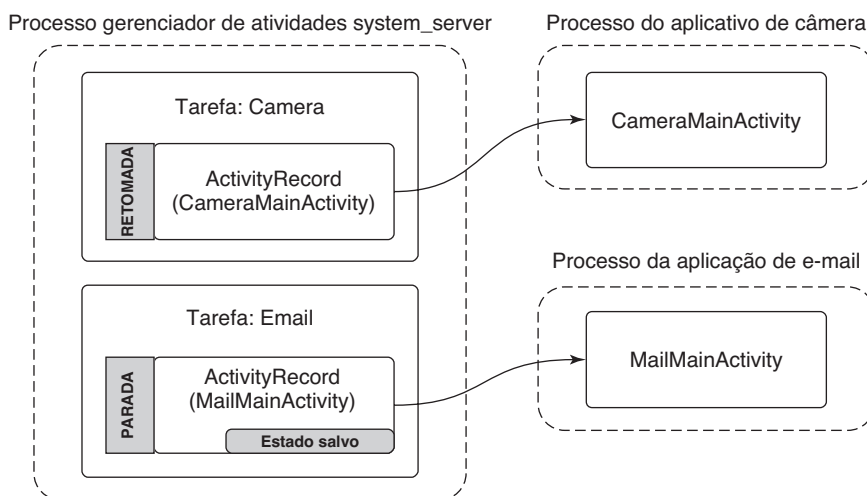 Processo gerenciador de atividades system_server
Tarefa: Camera
RETOMADA
ActivityRecord
(CameraMainActivity)
Tarefa: Email
PARADA
ActivityRecord
(MailMainActivity)
Estado salvo
Processo do aplicativo de câmera
CameraMainActivity
Processo da aplicação de e-mail
MailMainActivity